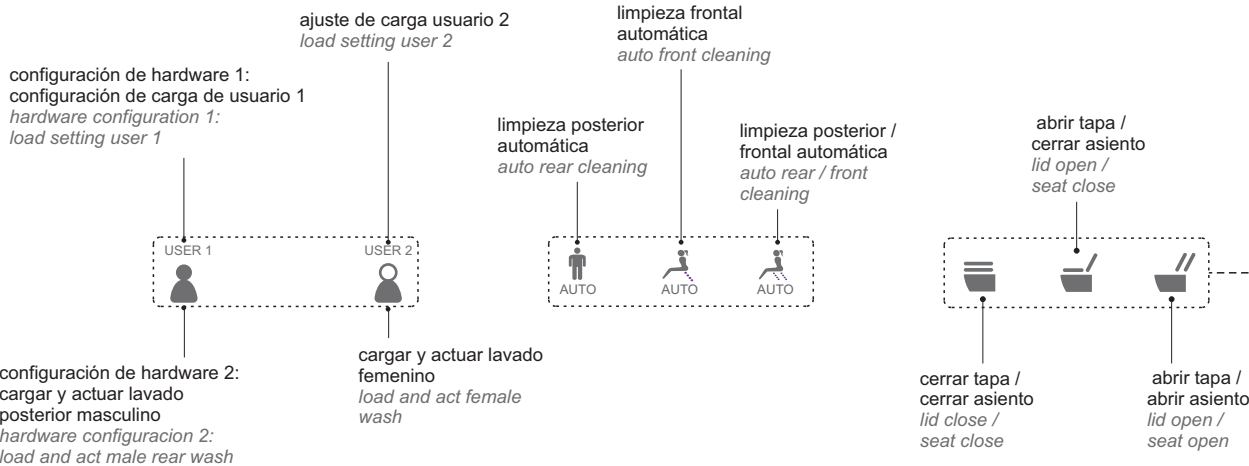 ajuste de carga usuario 2
load setting user 2
limpieza frontal
automática
auto front cleaning
configuración de hardware 1:
configuración de carga de usuario 1
hardware configuration 1:
load setting user 1
limpieza posterior
automática
auto rear cleaning
limpieza posterior /
frontal automática
auto rear / front
cleaning
abrir tapa /
cerrar asiento
lid open /
seat close
USER 1
USER 2
AUTO
AUTO
AUTO
configuración de hardware 2:
cargar y actuar lavado
posterior masculino
hardware configuracion 2:
load and act male rear wash
cargar y actuar lavado
femenino
load and act female
wash
cerrar tapa /
cerrar asiento
lid close /
seat close
abrir tapa /
abrir asiento
lid open /
seat open